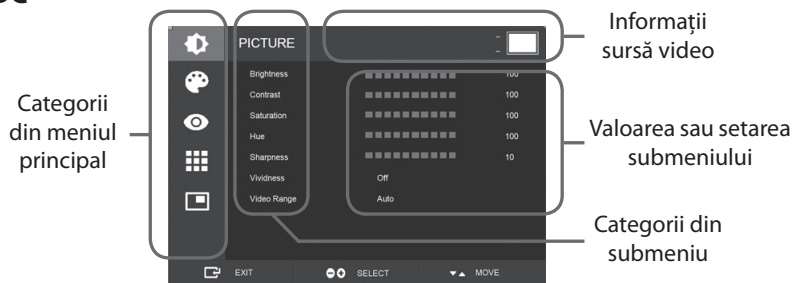 Informații
sursă video
PICTURE
Brightness 100
Contrast 100
Saturation 100
Hue 100
Sharpness 10
Vividness Off
Video Range Auto
Categorii
din meniul
principal
Valoarea sau setarea
submeniului
Categorii din
submeniu
EXIT SELECT MOVE